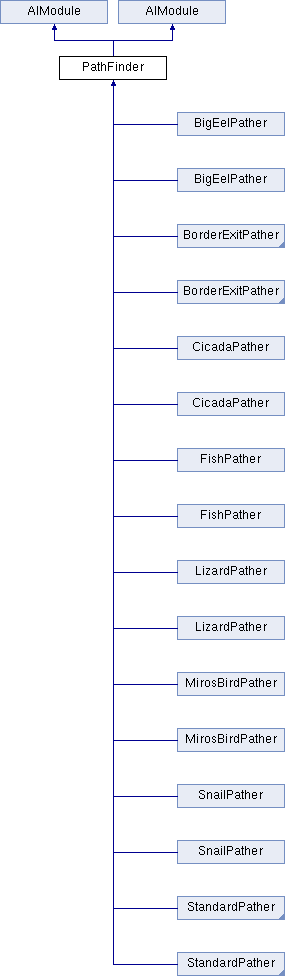 AIModule AIModule
PathFinder
BigEelPather
BigEelPather
BorderExitPather
BorderExitPather
CicadaPather
CicadaPather
FishPather
FishPather
LizardPather
LizardPather
MirosBirdPather
MirosBirdPather
SnailPather
SnailPather
StandardPather
StandardPather